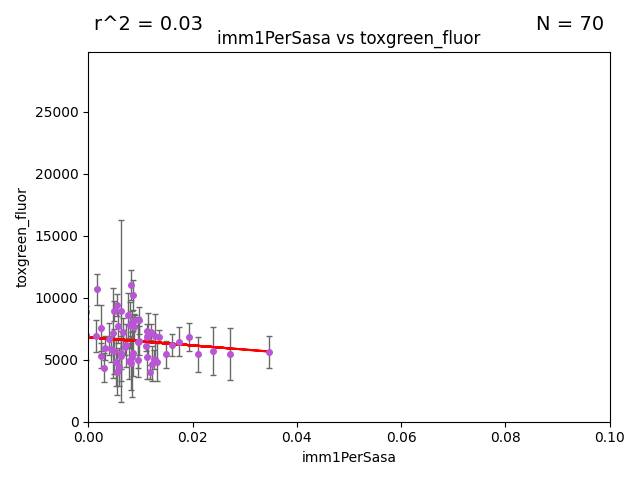 r^2 = 0.03
N = 70
imm1PerSasa vs toxgreen_fluor
toxgreen_fluor
25000
20000
15000
10000
5000
0
0.00
0.02
0.04
0.06
0.08
0.10
imm1PerSasa